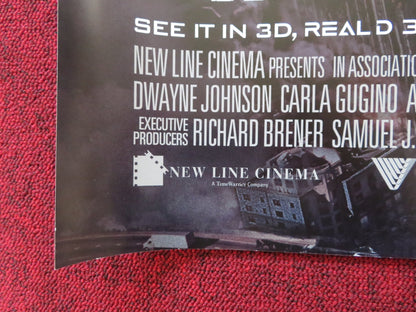 SEE IT IN 3D, REAL D 3
NEW LINE CINEMA PRESENTS IN ASSOCIATIO
DWAYNE JOHNSON CARLA GUGINO A
EXECUTIVE PRODUCERS RICHARD BRENER SAMUEL J.
NEW LINE CINEMA
A TimeWarner Company